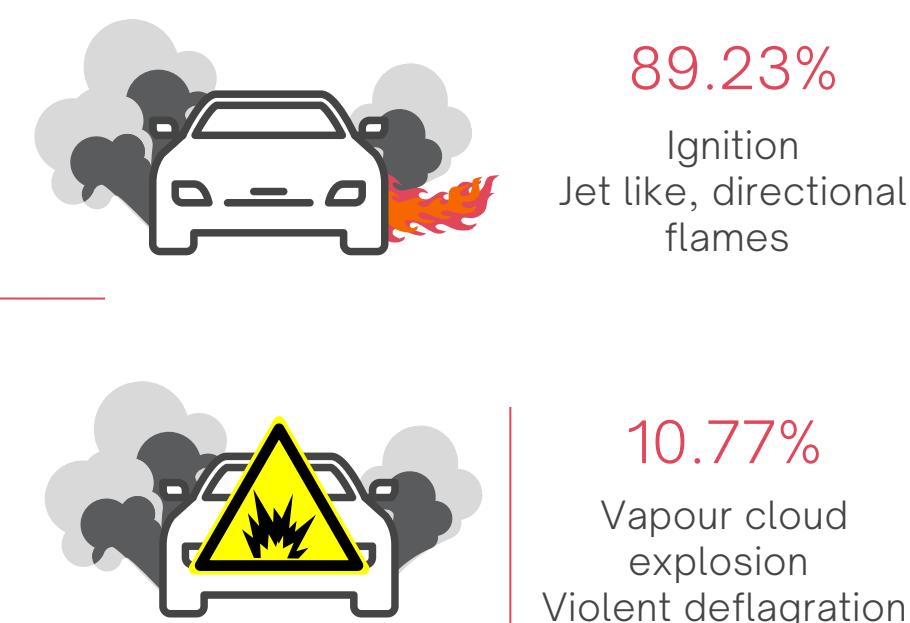 89.23%
Ignition
Jet like, directional
flames
10.77%
Vapour cloud
explosion
Violent deflagration